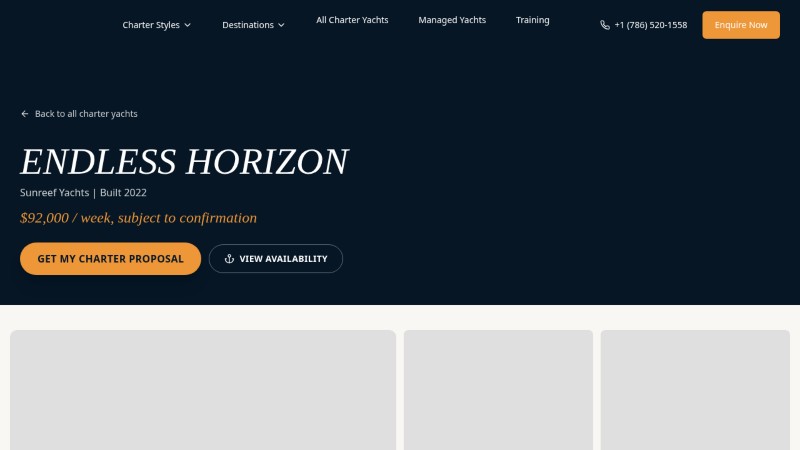 Charter Styles
Destinations
All Charter Yachts
Managed Yachts
Training
+1 (786) 520-1558
Enquire Now
Back to all charter yachts
ENDLESS HORIZON
Sunreef Yachts | Built 2022
$92,000 / week, subject to confirmation
GET MY CHARTER PROPOSAL
VIEW AVAILABILITY